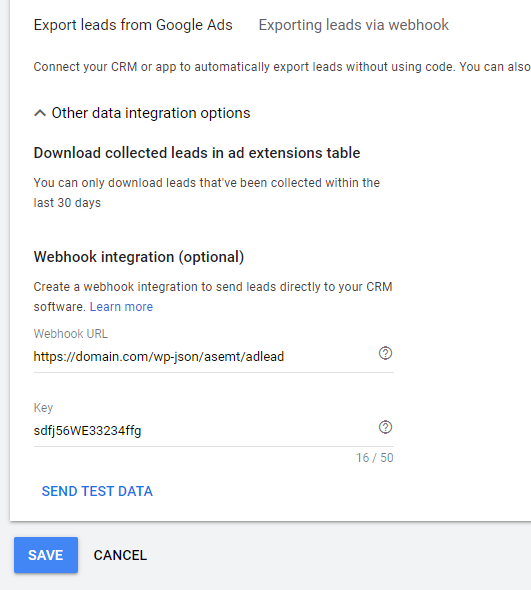 Export leads from Google Ads Exporting leads via webhook
Connect your CRM or app to automatically export leads without using code. You can also
Other data integration options
Download collected leads in ad extensions table
You can only download leads that've been collected within the
last 30 days
Webhook integration (optional)
Create a webhook integration to send leads directly to your CRM
software. Learn more
Webhook URL
https://domain.com/wp-json/asemt/adlead
Key
sdfj56WE33234ffg
16 / 50
SEND TEST DATA
SAVE CANCEL